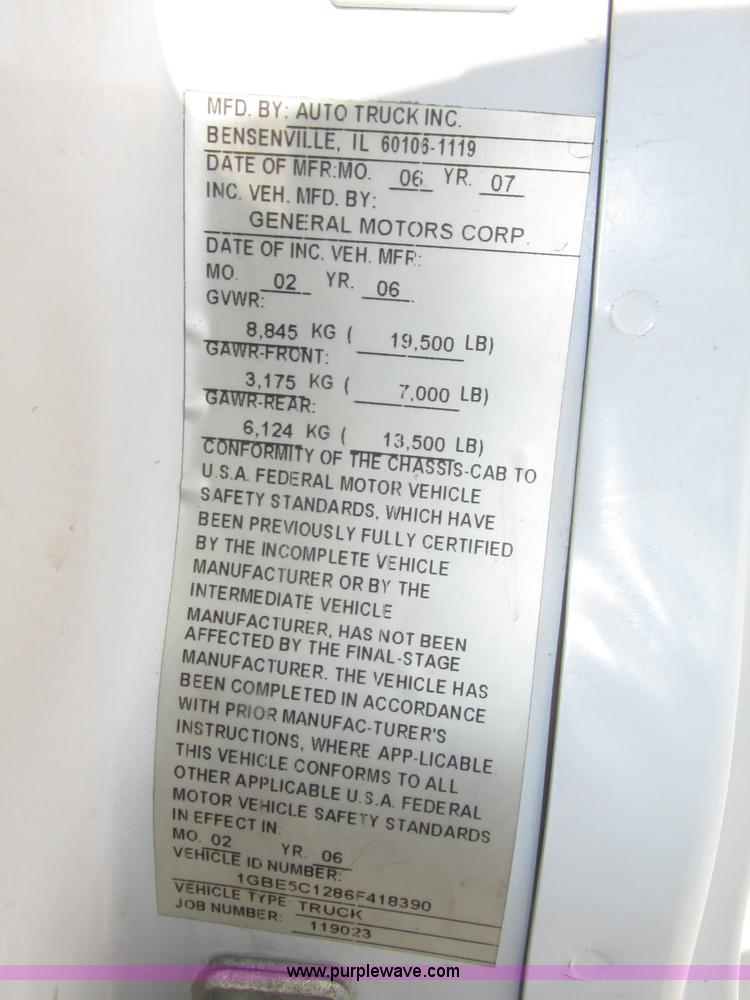 MFD. BY: AUTO TRUCK INC.
BENSENVILLE, IL 60106-1119
DATE OF MFR:MO. 06 YR. 07
INC. VEH. MFD. BY:
GENERAL MOTORS CORP.
DATE OF INC. VEH. MFR:
MO. 02 YR. 06
GVWR:
8,845 KG ( 19,500 LB)
GAWR-FRONT:
3,175 KG ( 7,000 LB)
GAWR-REAR:
6,124 KG ( 13,500 LB)
CONFORMITY OF THE CHASSIS-CAB TO
U.S.A. FEDERAL MOTOR VEHICLE
SAFETY STANDARDS, WHICH HAVE
BEEN PREVIOUSLY FULLY CERTIFIED
BY THE INCOMPLETE VEHICLE
MANUFACTURER OR BY THE
INTERMEDIATE VEHICLE
MANUFACTURER, HAS NOT BEEN
AFFECTED BY THE FINAL-STAGE
MANUFACTURER. THE VEHICLE HAS
BEEN COMPLETED IN ACCORDANCE
WITH PRIOR MANUFAC-TURER'S
INSTRUCTIONS, WHERE APP-LICABLE.
THIS VEHICLE CONFORMS TO ALL
OTHER APPLICABLE U.S.A. FEDERAL
MOTOR VEHICLE SAFETY STANDARDS
IN EFFECT IN:
MO. 02 YR. 06
VEHICLE ID NUMBER:
1GBE5C1286F418390
VEHICLE TYPE: TRUCK
JOB NUMBER: 119023
www.purplewave.com